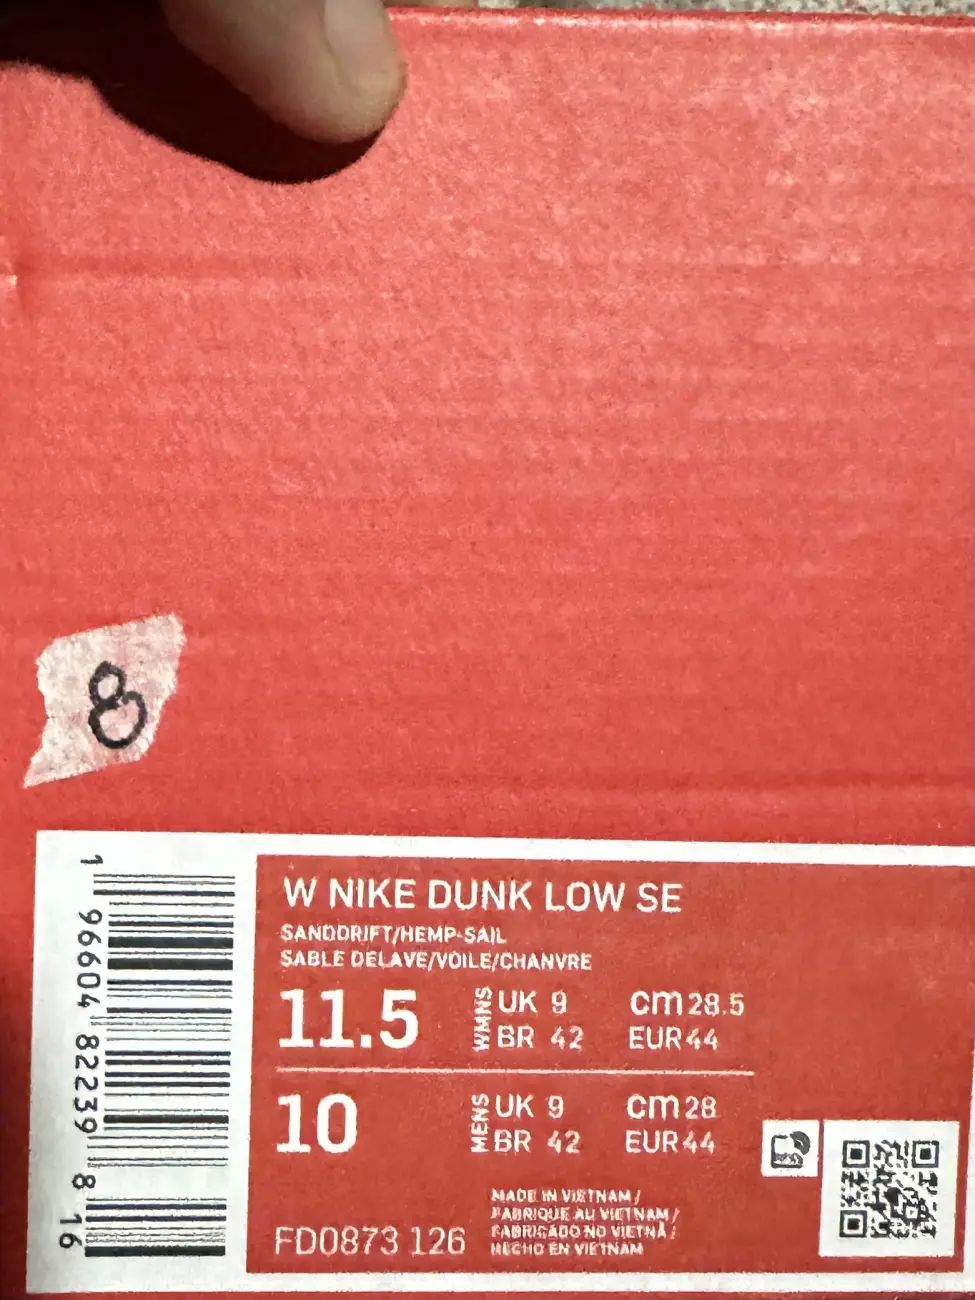 8
W NIKE DUNK LOW SE
SANDDRIFT/HEMP-SAIL
SABLE DELAVE/VOILE/CHANVRE
11.5 WMNS UK 9 cm 28.5
BR 42 EUR 44
10 MENS UK 9 cm 28
BR 42 EUR 44
MADE IN VIETNAM /
FABRIQUE AU VIETNAM /
FABRICADO NO VIETNÃ /
HECHO EN VIETNAM
FD0873 126
1 96604 82239 8 16